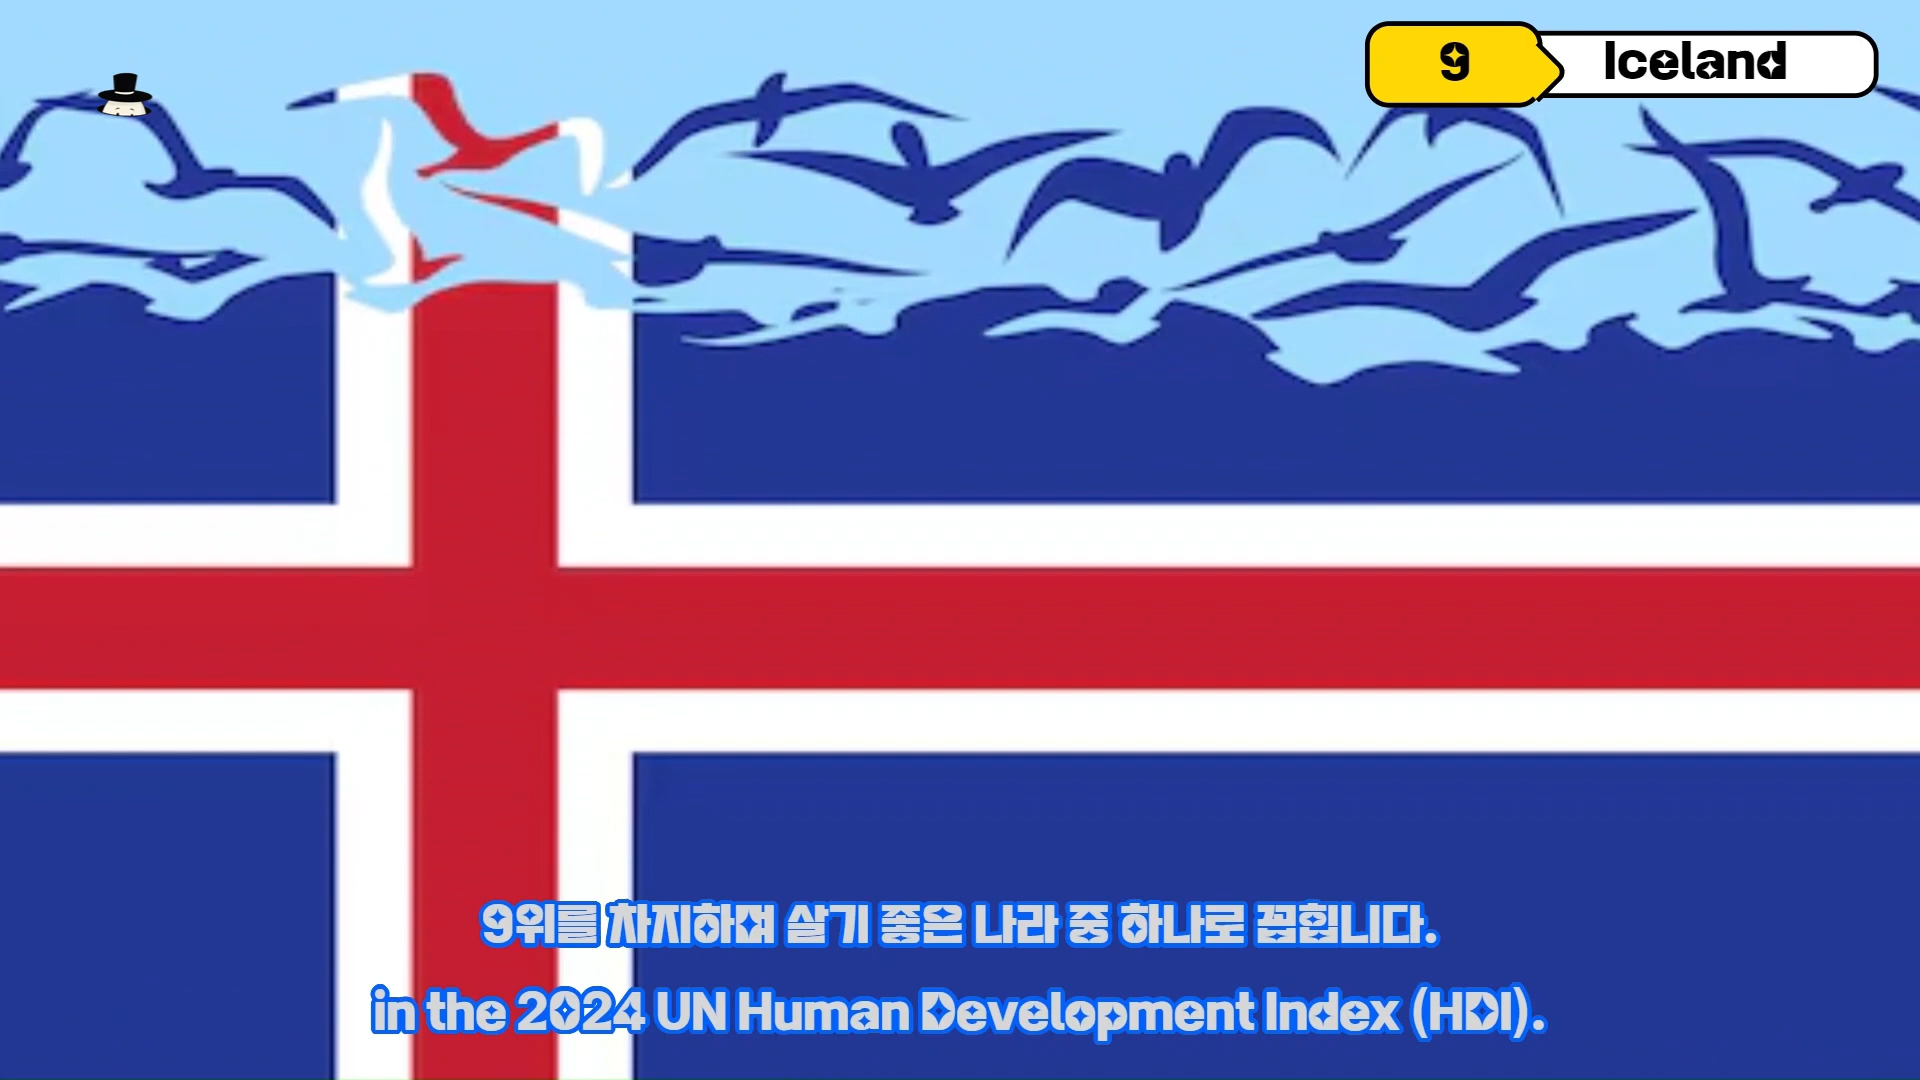 9
Iceland
9위를 차지하며 살기 좋은 나라 중 하나로 꼽힙니다.
in the 2024 UN Human Development Index (HDI).